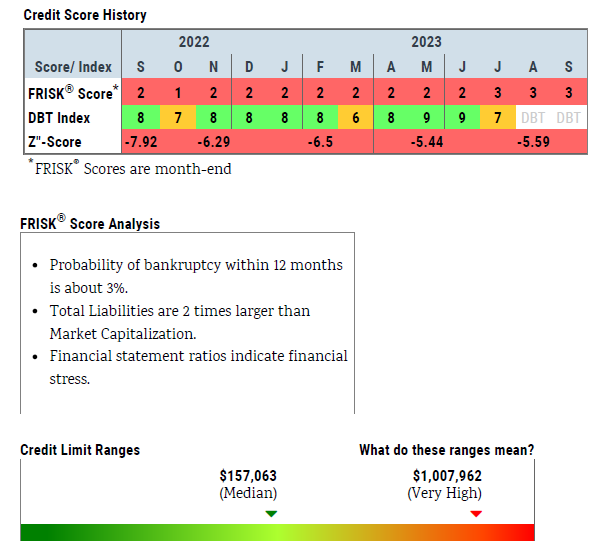 Credit Score History
2022 2023
Score/ Index S O N D J F M A M J J A S
FRISK® Score* 2 1 2 2 2 2 2 2 2 2 3 3 3
DBT Index 8 7 8 8 8 8 6 8 9 9 7 DBT DBT
Z"-Score -7.92 -6.29 -6.5 -5.44 -5.59
*FRISK® Scores are month-end
FRISK® Score Analysis
• Probability of bankruptcy within 12 months
is about 3%.
• Total Liabilities are 2 times larger than
Market Capitalization.
• Financial statement ratios indicate financial
stress.
Credit Limit Ranges What do these ranges mean?
$157,063 $1,007,962
(Median) (Very High)